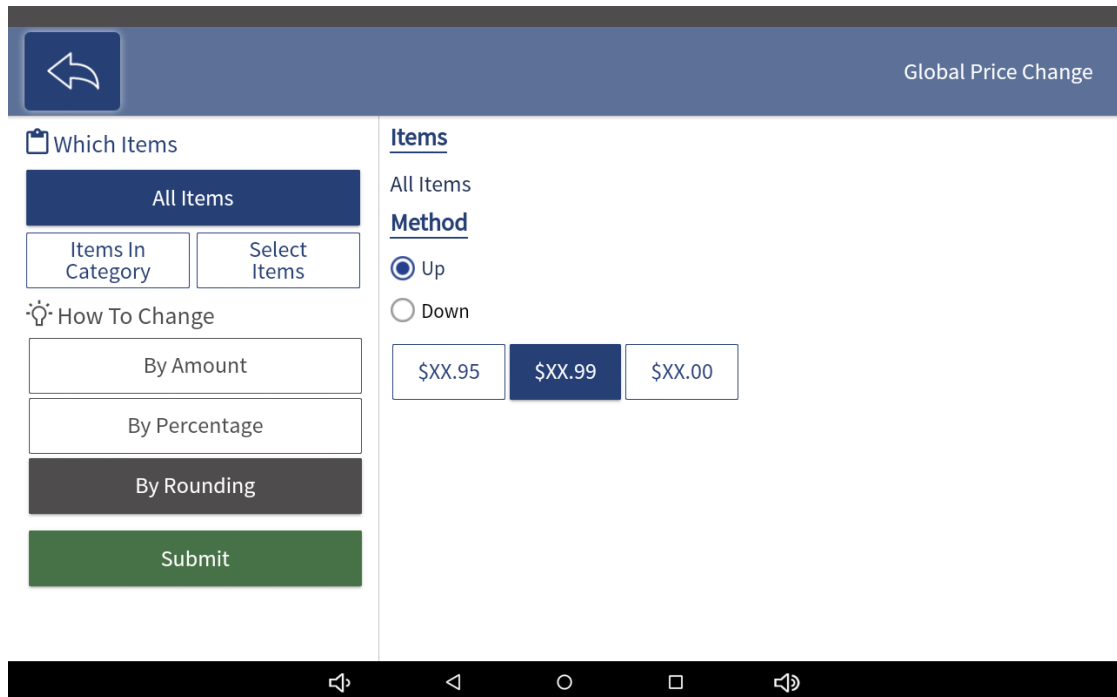 Global Price Change
Which Items
All Items
Items In
Category
Select
Items
How To Change
By Amount
By Percentage
By Rounding
Submit
Items
All Items
Method
Up
Down
$XX.95
$XX.99
$XX.00